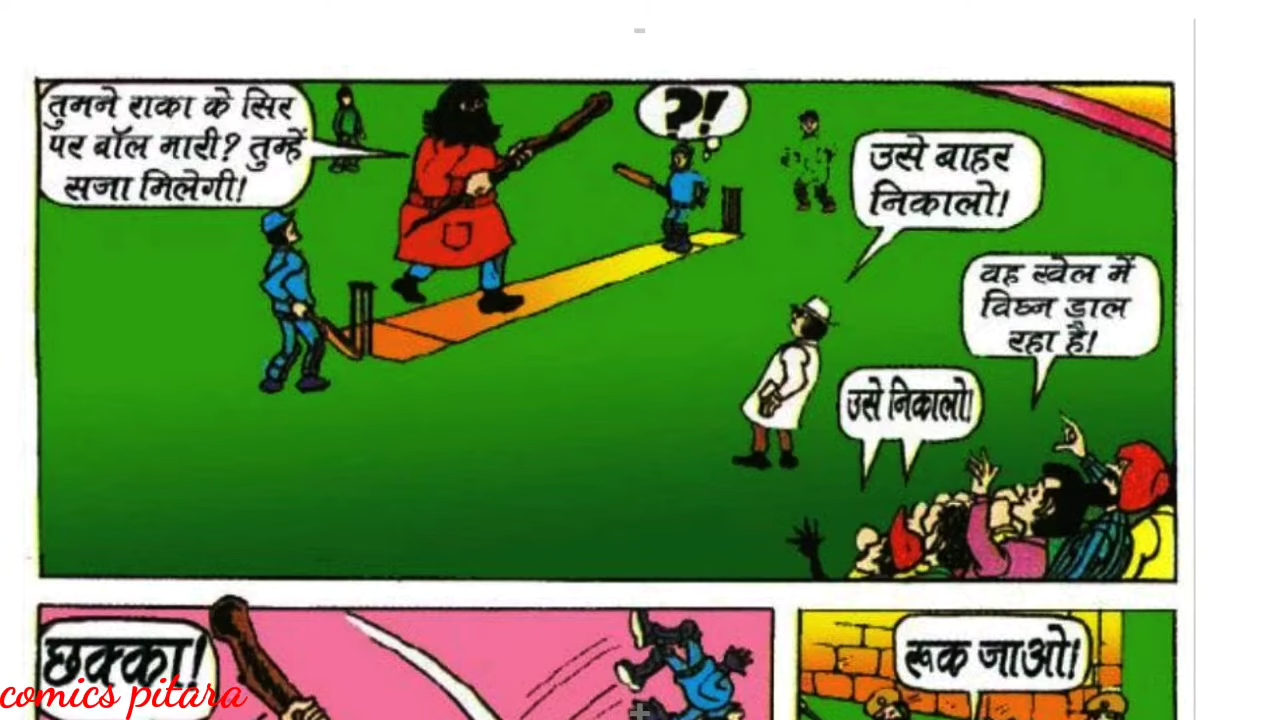 तुमने राका के सिर
पर बॉल मारी? तुम्हें
सजा मिलेगी!
?!
उसे बाहर
निकालो!
वह खेल में
विघ्न डाल
रहा है!
उसे निकालो!
छक्का!
रूक जाओ!
comics pitara